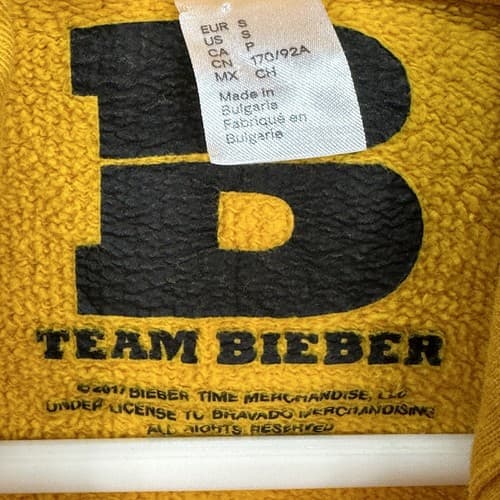 EUR S
US S
CA P
CN 170/92A
MX CH
Made in
Bulgaria
Fabriqué en
Bulgarie
B
TEAM BIEBER
© 2017 BIEBER TIME MERCHANDISE, LLC
UNDER LICENSE TO BRAVADO MERCHANDISING
ALL RIGHTS RESERVED